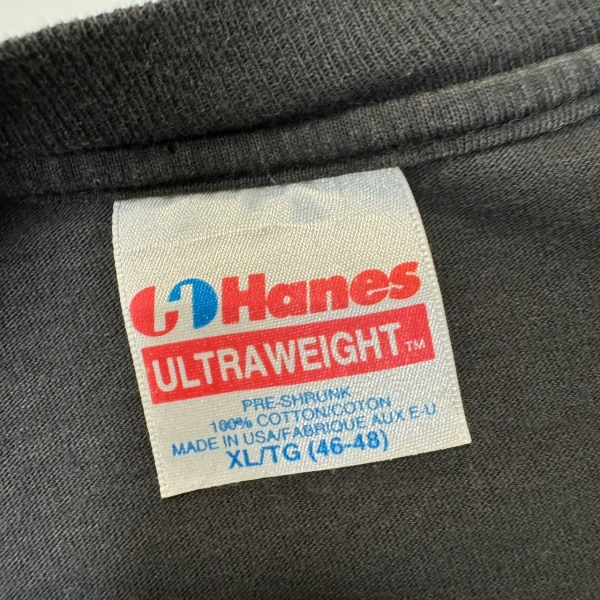 Hanes
ULTRAWEIGHT™
PRE-SHRUNK
100% COTTON/COTON
MADE IN USA/FABRIQUE AUX E-U
XL/TG (46-48)